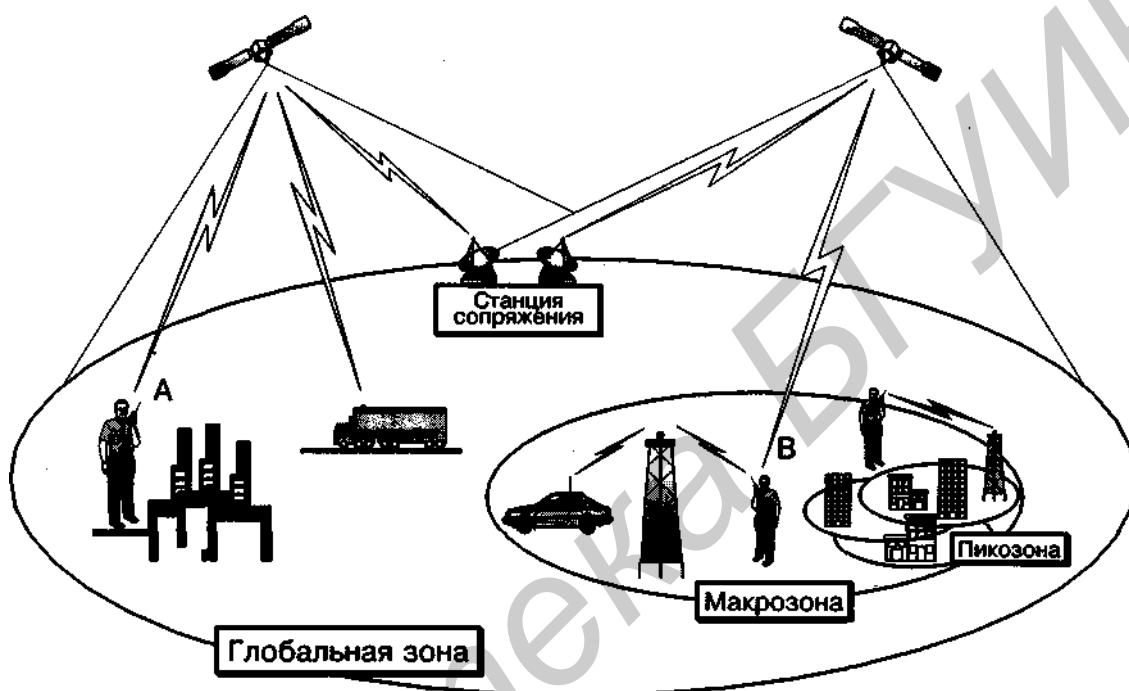 Станция
сопряжения
А
В
Пикозона
Макрозона
Глобальная зона